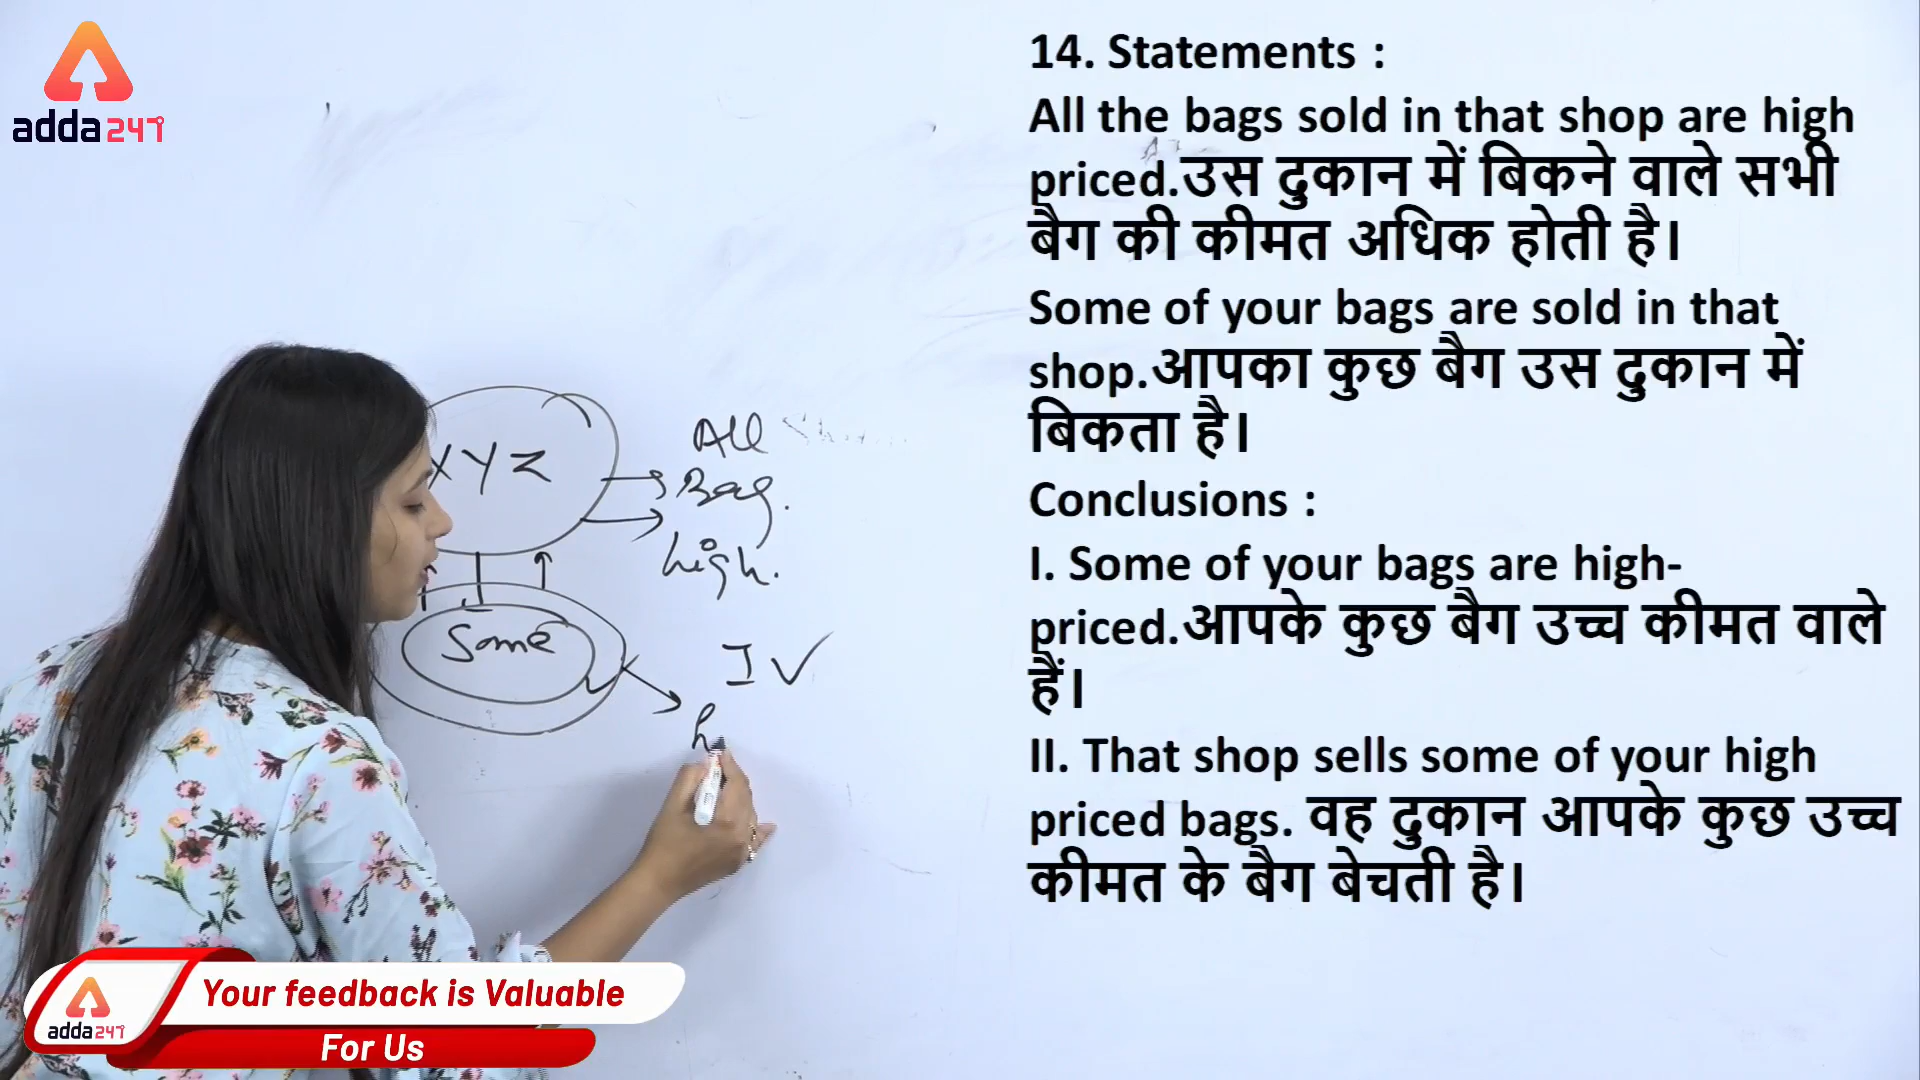 adda247
14. Statements :
All the bags sold in that shop are high
priced.उस दुकान में बिकने वाले सभी
बैग की कीमत अधिक होती है।
Some of your bags are sold in that
shop.आपका कुछ बैग उस दुकान में
बिकता है।
Conclusions :
I. Some of your bags are high-
priced.आपके कुछ बैग उच्च कीमत वाले
हैं।
II. That shop sells some of your high
priced bags. वह दुकान आपके कुछ उच्च
कीमत के बैग बेचती है।
XYZ
All
Bag.
high.
Some
I ✓
h
adda247
Your feedback is Valuable
For Us